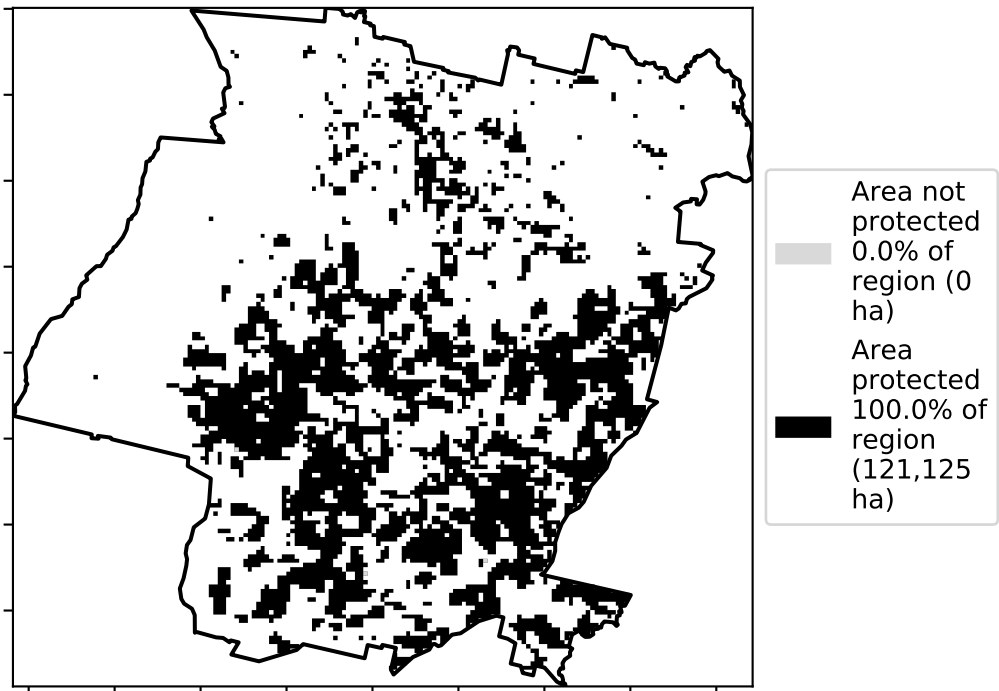 Area not
protected
0.0% of
region (0
ha)
Area
protected
100.0% of
region
(121,125
ha)